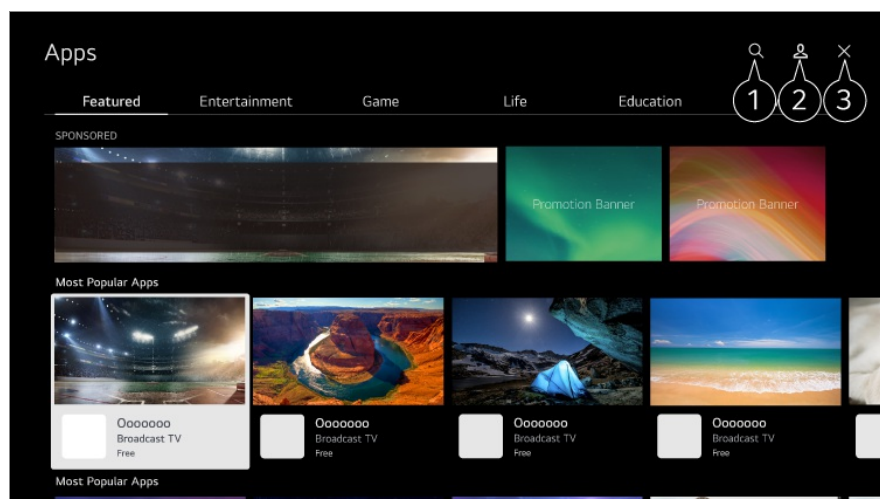 Apps
Featured Entertainment Game Life Education
1 2 3
SPONSORED
Promotion Banner Promotion Banner
Most Popular Apps
Ooooooo Ooooooo Ooooooo Ooooooo
Broadcast TV Broadcast TV Broadcast TV Broadcast TV
Free Free Free Free
Most Popular Apps